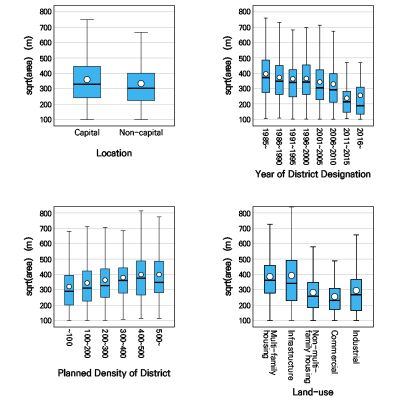 sqrt(area) (m)
800
700
600
500
400
300
200
100
Capital Non-capital
Location
sqrt(area) (m)
800
700
600
500
400
300
200
100
1985~
1986-1990
1991-1995
1996-2000
2001-2005
2006-2010
2011-2015
2016~
Year of District Designation
sqrt(area) (m)
800
700
600
500
400
300
200
100
~100
100~200
200~300
300~400
400~500
500~
Planned Density of District
sqrt(area) (m)
800
700
600
500
400
300
200
100
Multi-family
housing
Infrastructure
Non-multi-
family housing
Commercial
Industrial
Land-use